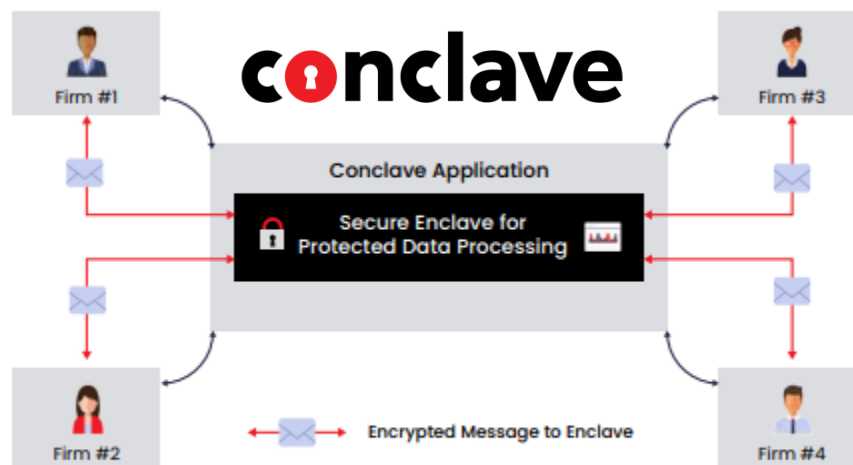 conclave
Firm #1
Firm #3
Conclave Application
Secure Enclave for
Protected Data Processing
Firm #2
Encrypted Message to Enclave
Firm #4